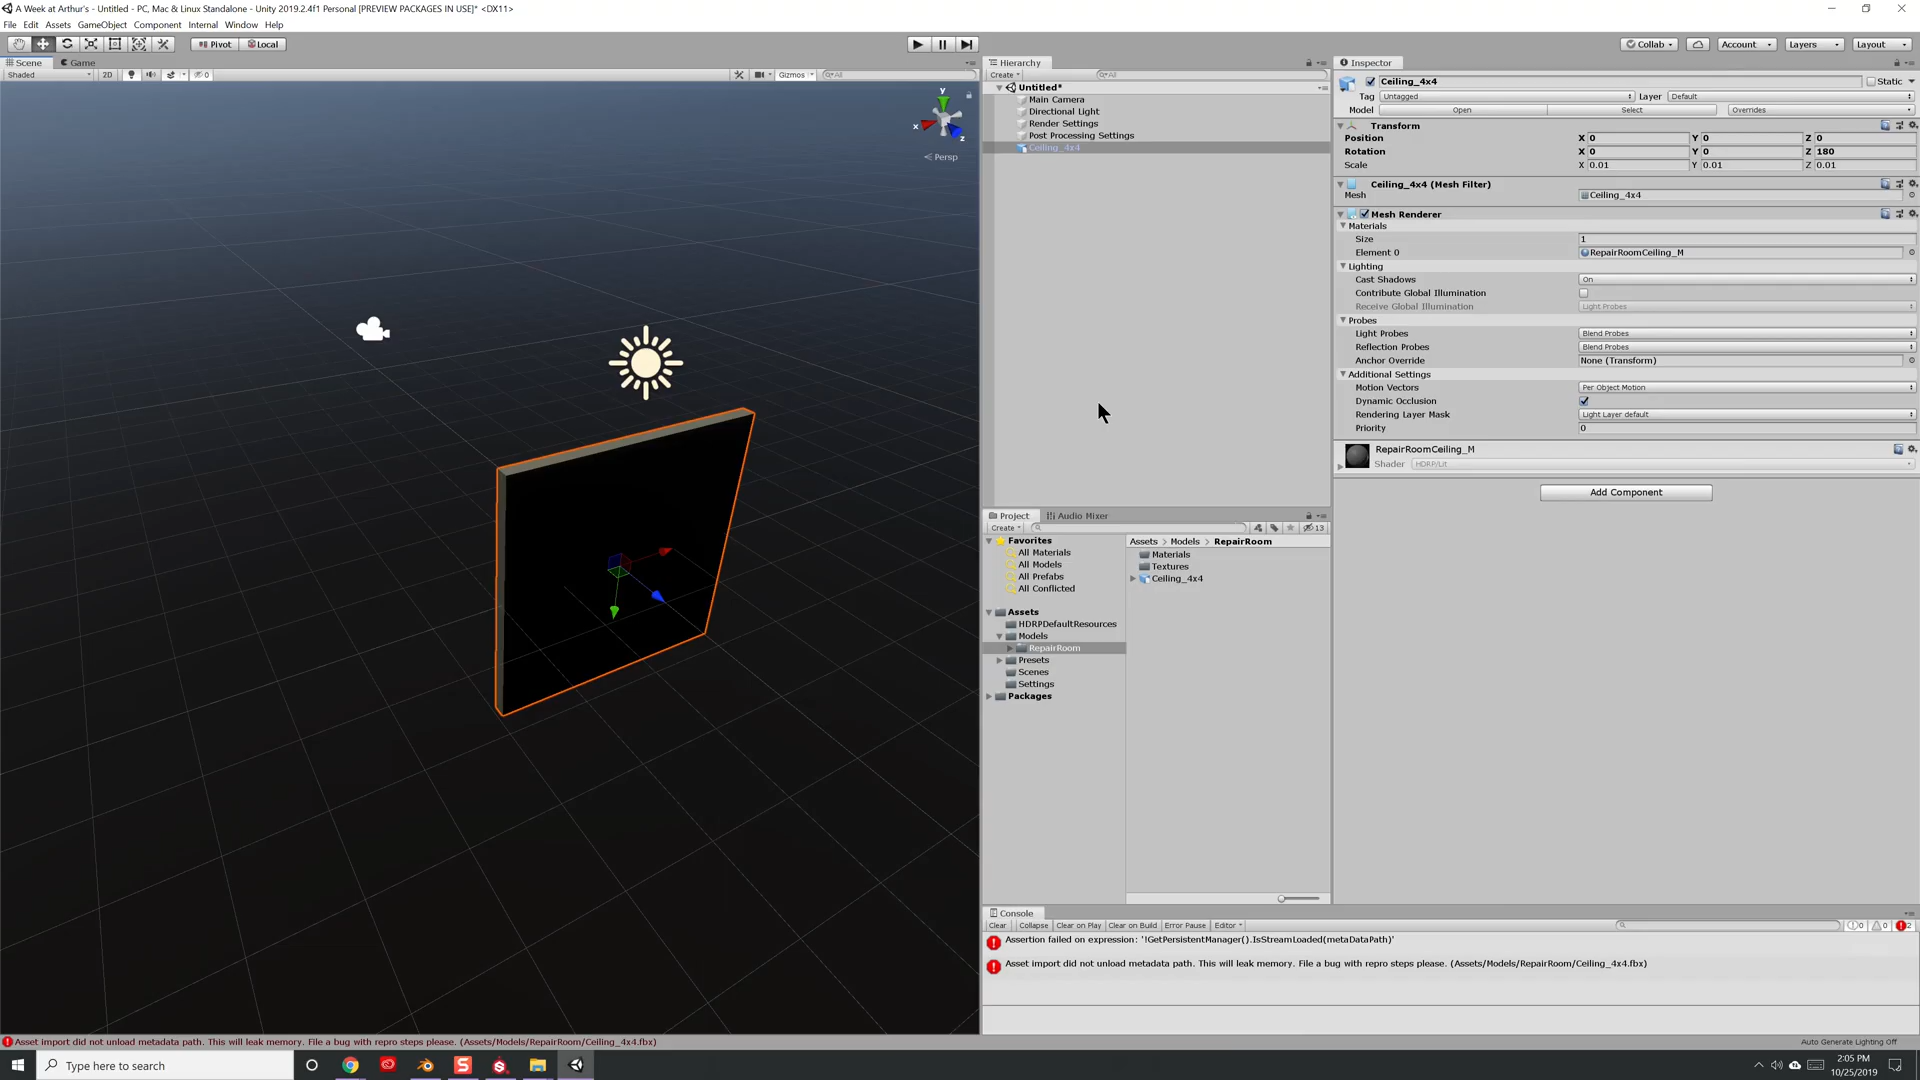 A Week at Arthur's - Untitled - PC, Mac & Linux Standalone - Unity 2019.2.4f1 Personal [PREVIEW PACKAGES IN USE]* <DX11>
File Edit Assets GameObject Component Internal Window Help
Pivot Local Collab Account Layers Layout
Scene Game
Shaded 2D 0 Gizmos All
y
x
z
Persp
Hierarchy
Create All
Untitled*
Main Camera
Directional Light
Render Settings
Post Processing Settings
Ceiling_4x4
Project Audio Mixer
Create 13
Favorites
All Materials
All Models
All Prefabs
All Conflicted
Assets
HDRPDefaultResources
Models
RepairRoom
Presets
Scenes
Settings
Packages
Assets > Models > RepairRoom
Materials
Textures
Ceiling_4x4
Inspector
Ceiling_4x4 Static
Tag Untagged Layer Default
Model Open Select Overrides
Transform
Position X 0 Y 0 Z 0
Rotation X 0 Y 0 Z 180
Scale X 0.01 Y 0.01 Z 0.01
Ceiling_4x4 (Mesh Filter)
Mesh Ceiling_4x4
Mesh Renderer
Materials
Size 1
Element 0 RepairRoomCeiling_M
Lighting
Cast Shadows On
Contribute Global Illumination
Receive Global Illumination Light Probes
Probes
Light Probes Blend Probes
Reflection Probes Blend Probes
Anchor Override None (Transform)
Additional Settings
Motion Vectors Per Object Motion
Dynamic Occlusion
Rendering Layer Mask Light Layer default
Priority 0
RepairRoomCeiling_M
Shader HDRP/Lit
Add Component
Console
Clear Collapse Clear on Play Clear on Build Error Pause Editor 0 0 2
Assertion failed on expression: '!GetPersistentManager().IsStreamLoaded(metaDataPath)'
Asset import did not unload metadata path. This will leak memory. File a bug with repro steps please. (Assets/Models/RepairRoom/Ceiling_4x4.fbx)
Asset import did not unload metadata path. This will leak memory. File a bug with repro steps please. (Assets/Models/RepairRoom/Ceiling_4x4.fbx)
Auto Generate Lighting Off
Type here to search
2:05 PM
10/25/2019